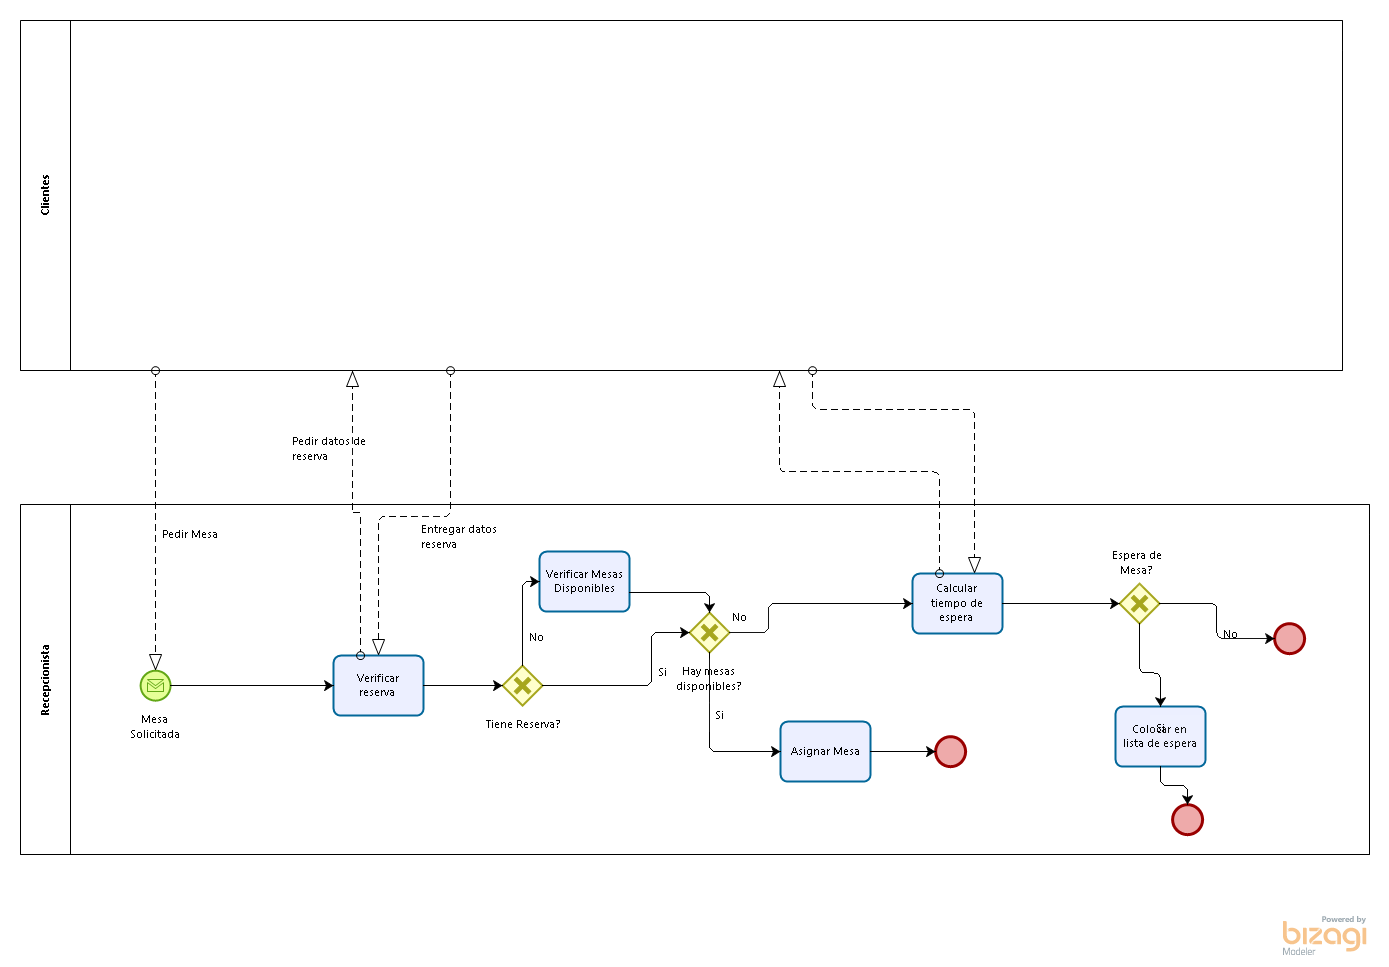 Clientes
Pedir datos de
reserva
Pedir Mesa
Entregar datos
reserva
Recepcionista
Mesa
Solicitada
Verificar
reserva
Tiene Reserva?
No
Si
Verificar Mesas
Disponibles
Hay mesas
disponibles?
No
Si
Asignar Mesa
Calcular
tiempo de
espera
Espera de
Mesa?
No
Si
Colocar en
lista de espera
Powered by
bizagi
Modeler